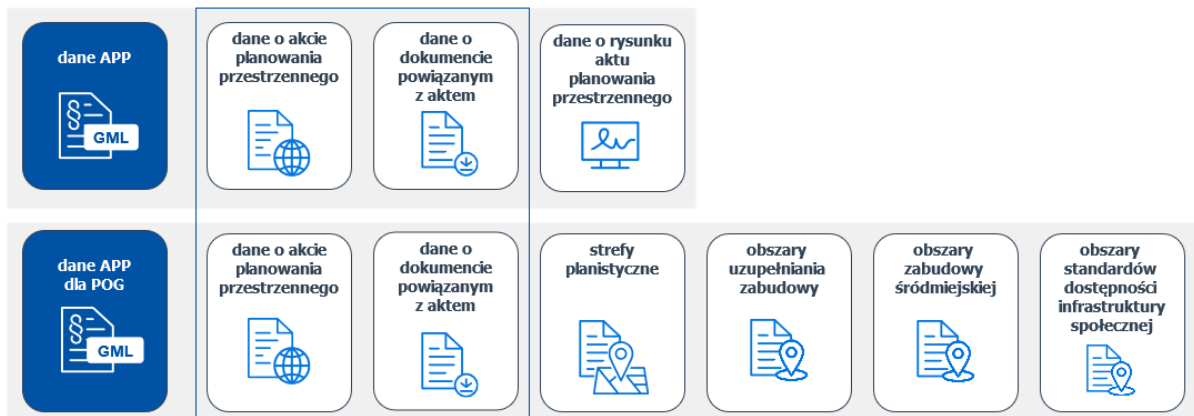 dane APP
§
GML
dane o akcie
planowania
przestrzennego
dane o
dokumencie
powiązanym
z aktem
dane o rysunku
aktu
planowania
przestrzennego
dane APP
dla POG
§
GML
dane o akcie
planowania
przestrzennego
dane o
dokumencie
powiązanym
z aktem
strefy
planistyczne
obszary
uzupełniania
zabudowy
obszary
zabudowy
śródmiejskiej
obszary
standardów
dostępności
infrastruktury
społecznej